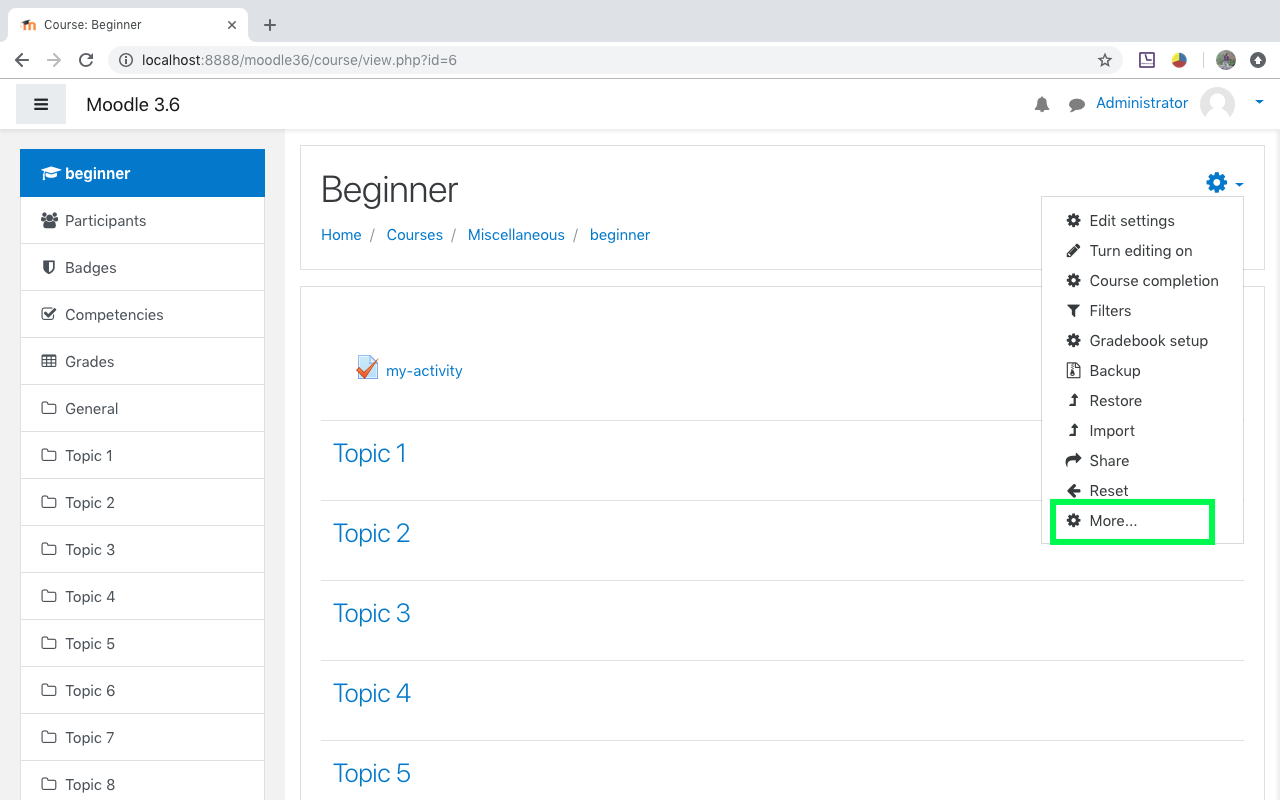 Course: Beginner
localhost:8888/moodle36/course/view.php?id=6
Moodle 3.6
Administrator
beginner
Participants
Badges
Competencies
Grades
General
Topic 1
Topic 2
Topic 3
Topic 4
Topic 5
Topic 6
Topic 7
Topic 8
Beginner
Home / Courses / Miscellaneous / beginner
my-activity
Topic 1
Topic 2
Topic 3
Topic 4
Topic 5
Edit settings
Turn editing on
Course completion
Filters
Gradebook setup
Backup
Restore
Import
Share
Reset
More...